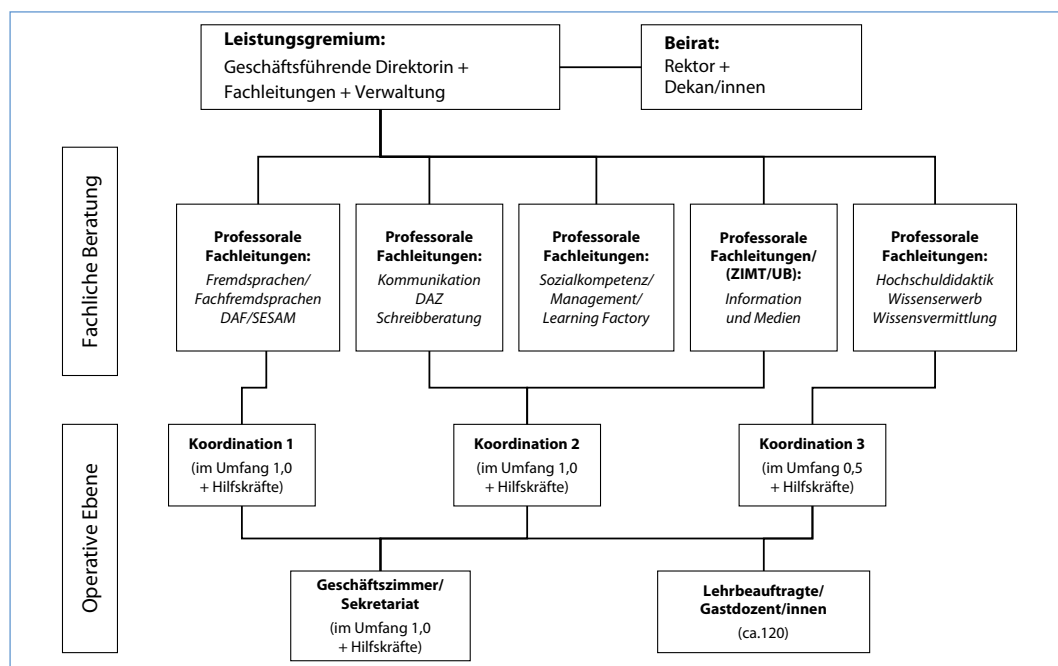 Leistungsgremium:
Geschäftsführende Direktorin +
Fachleitungen + Verwaltung
Beirat:
Rektor +
Dekan/innen
Fachliche Beratung
Professorale
Fachleitungen:
Fremdsprachen/
Fachfremdsprachen
DAF/SESAM
Professorale
Fachleitungen:
Kommunikation
DAZ
Schreibberatung
Professorale
Fachleitungen:
Sozialkompetenz/
Management/
Learning Factory
Professorale
Fachleitungen/
(ZIMT/UB):
Information
und Medien
Professorale
Fachleitungen:
Hochschuldidaktik
Wissenserwerb
Wissensvermittlung
Operative Ebene
Koordination 1
(im Umfang 1,0
+ Hilfskräfte)
Koordination 2
(im Umfang 1,0
+ Hilfskräfte)
Koordination 3
(im Umfang 0,5
+ Hilfskräfte)
Geschäftszimmer/
Sekretariat
(im Umfang 1,0
+ Hilfskräfte)
Lehrbeauftragte/
Gastdozent/innen
(ca.120)